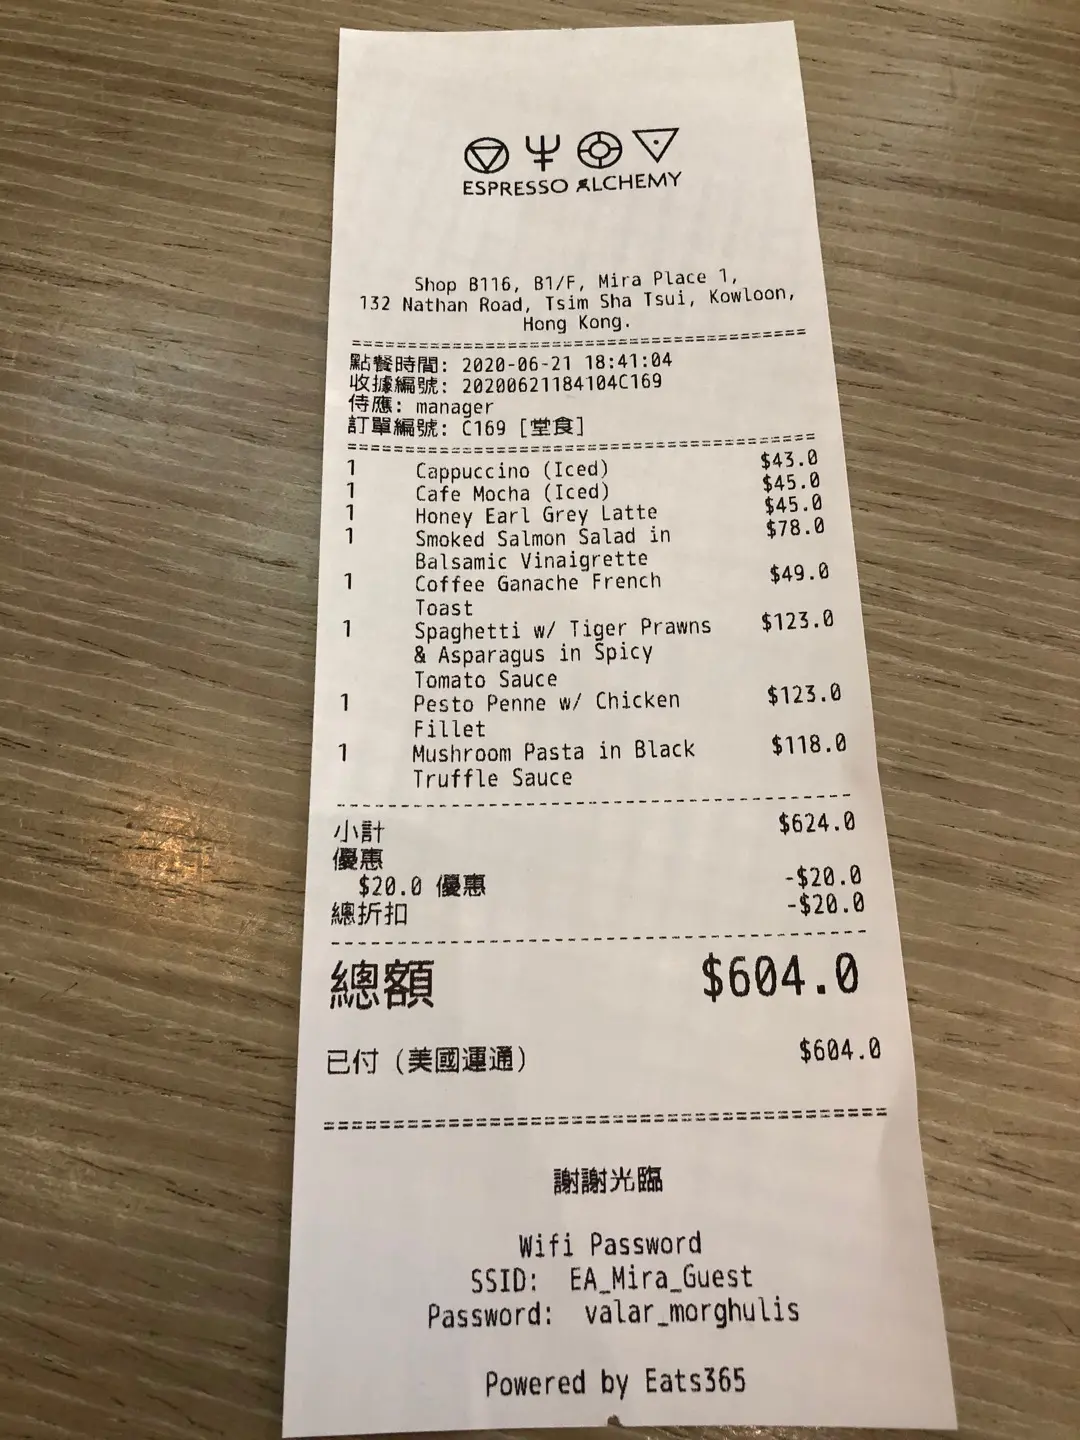 ESPRESSO ALCHEMY
Shop B116, B1/F, Mira Place 1,
132 Nathan Road, Tsim Sha Tsui, Kowloon,
Hong Kong.
========================================
點餐時間: 2020-06-21 18:41:04
收據編號: 20200621184104C169
侍應: manager
訂單編號: C169 [堂食]
========================================
1 Cappuccino (Iced) $43.0
1 Cafe Mocha (Iced) $45.0
1 Honey Earl Grey Latte $45.0
1 Smoked Salmon Salad in $78.0
Balsamic Vinaigrette
1 Coffee Ganache French $49.0
Toast
1 Spaghetti w/ Tiger Prawns $123.0
& Asparagus in Spicy
Tomato Sauce
1 Pesto Penne w/ Chicken $123.0
Fillet
1 Mushroom Pasta in Black $118.0
Truffle Sauce
----------------------------------------
小計 $624.0
優惠
$20.0 優惠 -$20.0
總折扣 -$20.0
----------------------------------------
總額 $604.0
已付 (美國運通) $604.0
========================================
謝謝光臨
Wifi Password
SSID: EA_Mira_Guest
Password: valar_morghulis
Powered by Eats365